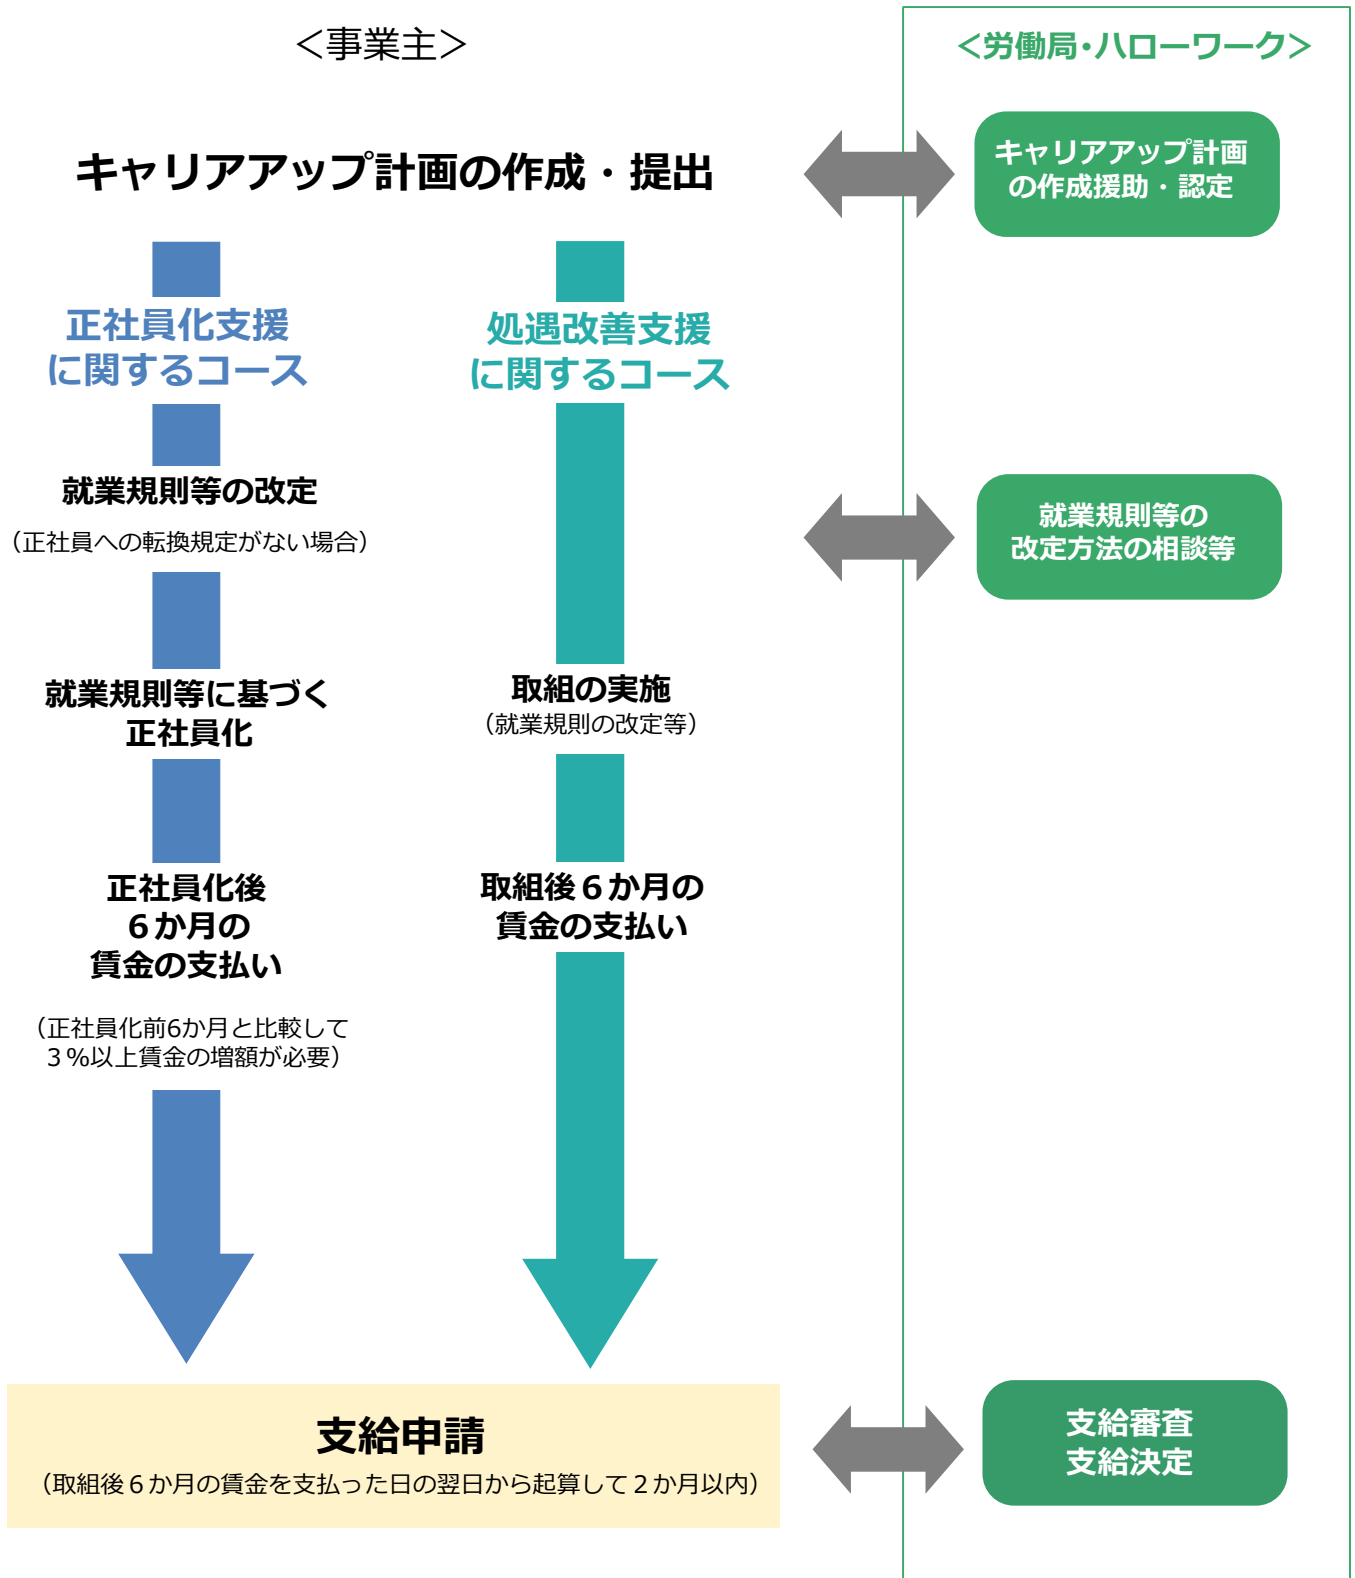 ＜事業主＞
＜労働局・ハローワーク＞
キャリアアップ計画の作成・提出
キャリアアップ計画
の作成援助・認定
正社員化支援
に関するコース
処遇改善支援
に関するコース
就業規則等の改定
（正社員への転換規定がない場合）
就業規則等の
改定方法の相談等
就業規則等に基づく
正社員化
取組の実施
（就業規則の改定等）
正社員化後
６か月の
賃金の支払い
（正社員化前6か月と比較して
３％以上賃金の増額が必要）
取組後６か月の
賃金の支払い
支給申請
（取組後６か月の賃金を支払った日の翌日から起算して２か月以内）
支給審査
支給決定